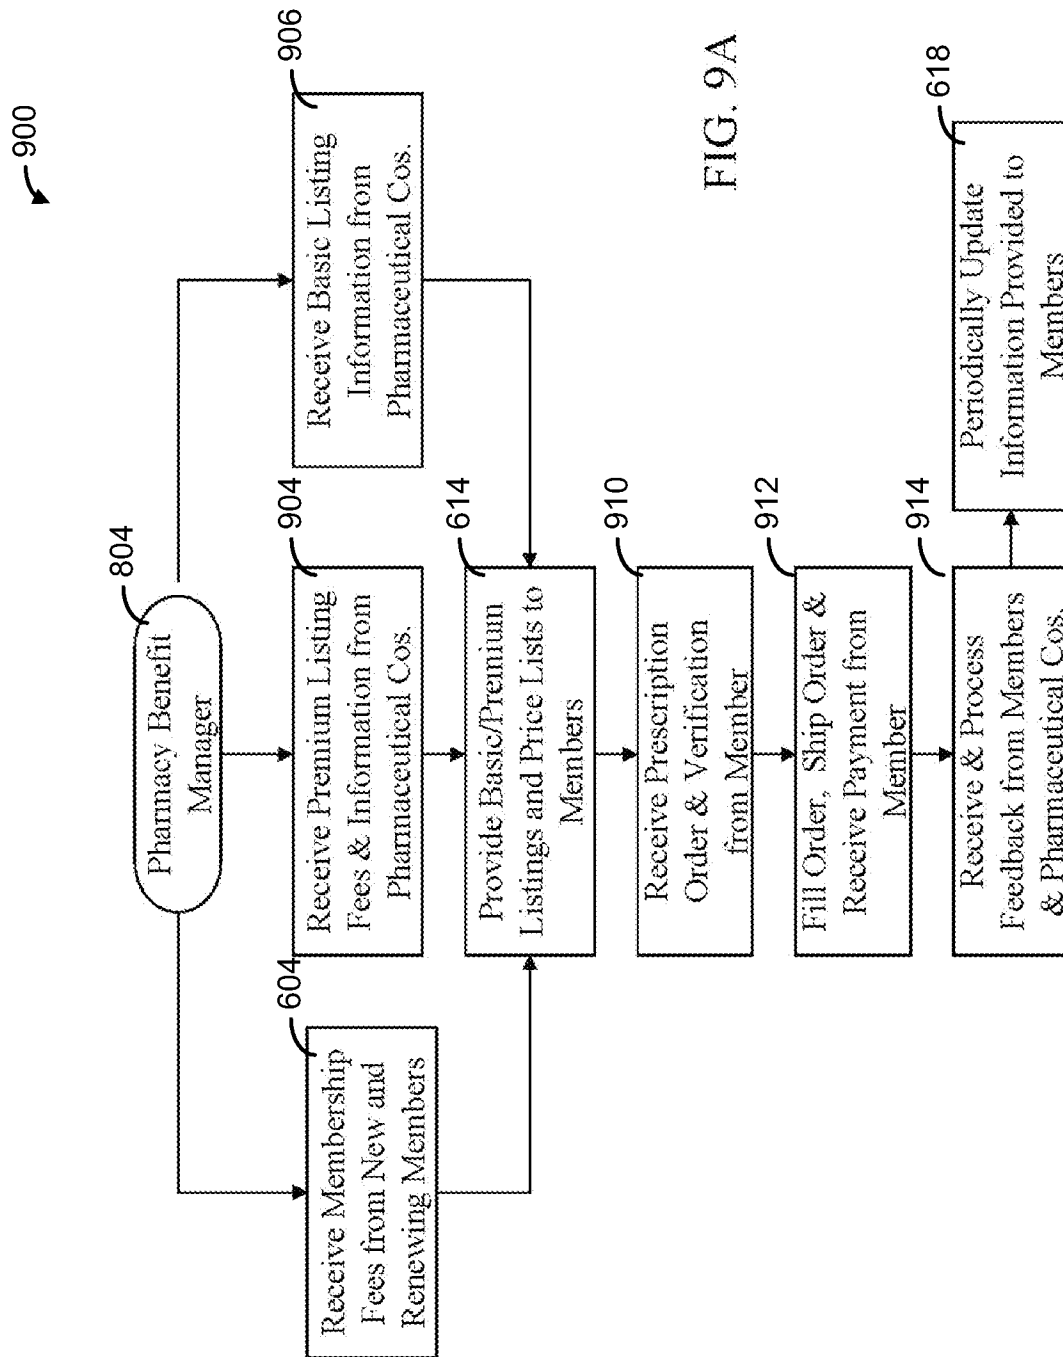 900
804
Pharmacy Benefit
Manager
604
Receive Membership
Fees from New and
Renewing Members
904
Receive Premium Listing
Fees & Information from
Pharmaceutical Cos.
906
Receive Basic Listing
Information from
Pharmaceutical Cos.
614
Provide Basic/Premium
Listings and Price Lists to
Members
910
Receive Prescription
Order & Verification
from Member
912
Fill Order, Ship Order &
Receive Payment from
Member
914
Receive & Process
Feedback from Members
& Pharmaceutical Cos.
618
Periodically Update
Information Provided to
Members
FIG. 9A